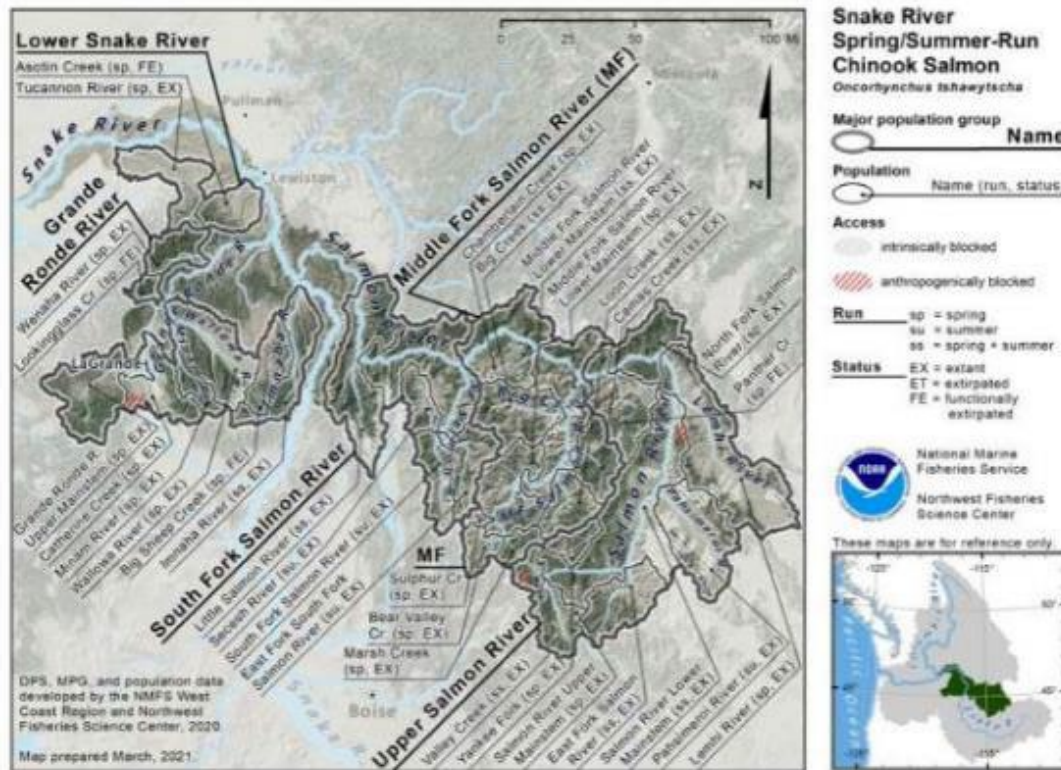 Lower Snake River
Asotin Creek (sp, FE)
Tucannon River (sp, EX)
Pullman
Snake River
Lewiston
Missoula
0 25 50 100 Mi
N
Grande
Ronde River
Wenaha River (sp, EX)
Lookingglass Cr (sp, FE)
LaGrande
Grande Ronde R.
Upper Mainstem (sp, EX)
Catherine Creek (sp, EX)
Minam River (sp, EX)
Wallowa River (sp, EX)
Big Sheep Creek (sp, FE)
Imnaha River (ss, EX)
Middle Fork Salmon River (MF)
Chamberlain Creek (sp, EX)
Big Creek (ss, EX)
Middle Fork Salmon River
Lower Mainstem (ss, EX)
Middle Fork Salmon River
Upper Mainstem (sp, EX)
Loon Creek (ss, EX)
Camas Creek (ss, EX)
North Fork Salmon
River (sp, EX)
Panther Cr
(sp, FE)
South Fork Salmon River
Little Salmon River (ss, EX)
Secesh River (su, EX)
South Fork Salmon River (su, EX)
East Fork South Fork
Salmon River (su, EX)
MF
Sulphur Cr
(sp, EX)
Bear Valley
Cr (sp, EX)
Marsh Creek
(sp, EX)
Upper Salmon River
Valley Creek (ss, EX)
Yankee Fork (sp, EX)
Salmon River Upper
Mainstem (sp, EX)
East Fork Salmon
River (ss, EX)
Salmon River Lower
Mainstem (ss, EX)
Pahsimeroi River (su, EX)
Lemhi River (sp, EX)
Salmon River
Boise
Snake R.
DPS, MPG, and population data
developed by the NMFS West
Coast Region and Northwest
Fisheries Science Center, 2020.
Map prepared March, 2021.
Snake River
Spring/Summer-Run
Chinook Salmon
Oncorhynchus tshawytscha
Major population group
Name
Population
Name (run, status)
Access
intrinsically blocked
anthropogenically blocked
Run
sp = spring
su = summer
ss = spring + summer
Status
EX = extant
ET = extirpated
FE = functionally
extirpated
NOAA
National Marine
Fisheries Service
Northwest Fisheries
Science Center
These maps are for reference only.
Pacific Ocean